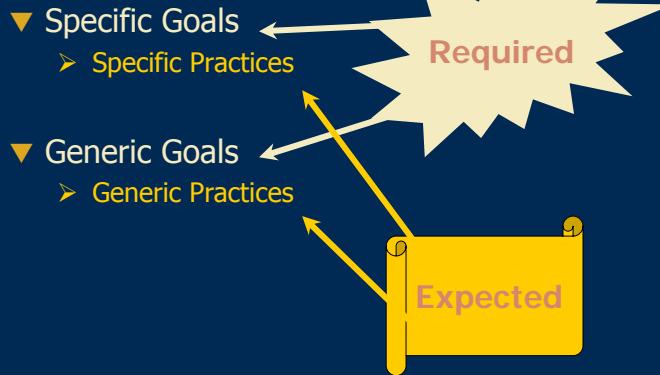 Specific Goals
Required
Specific Practices
Generic Goals
Generic Practices
Expected